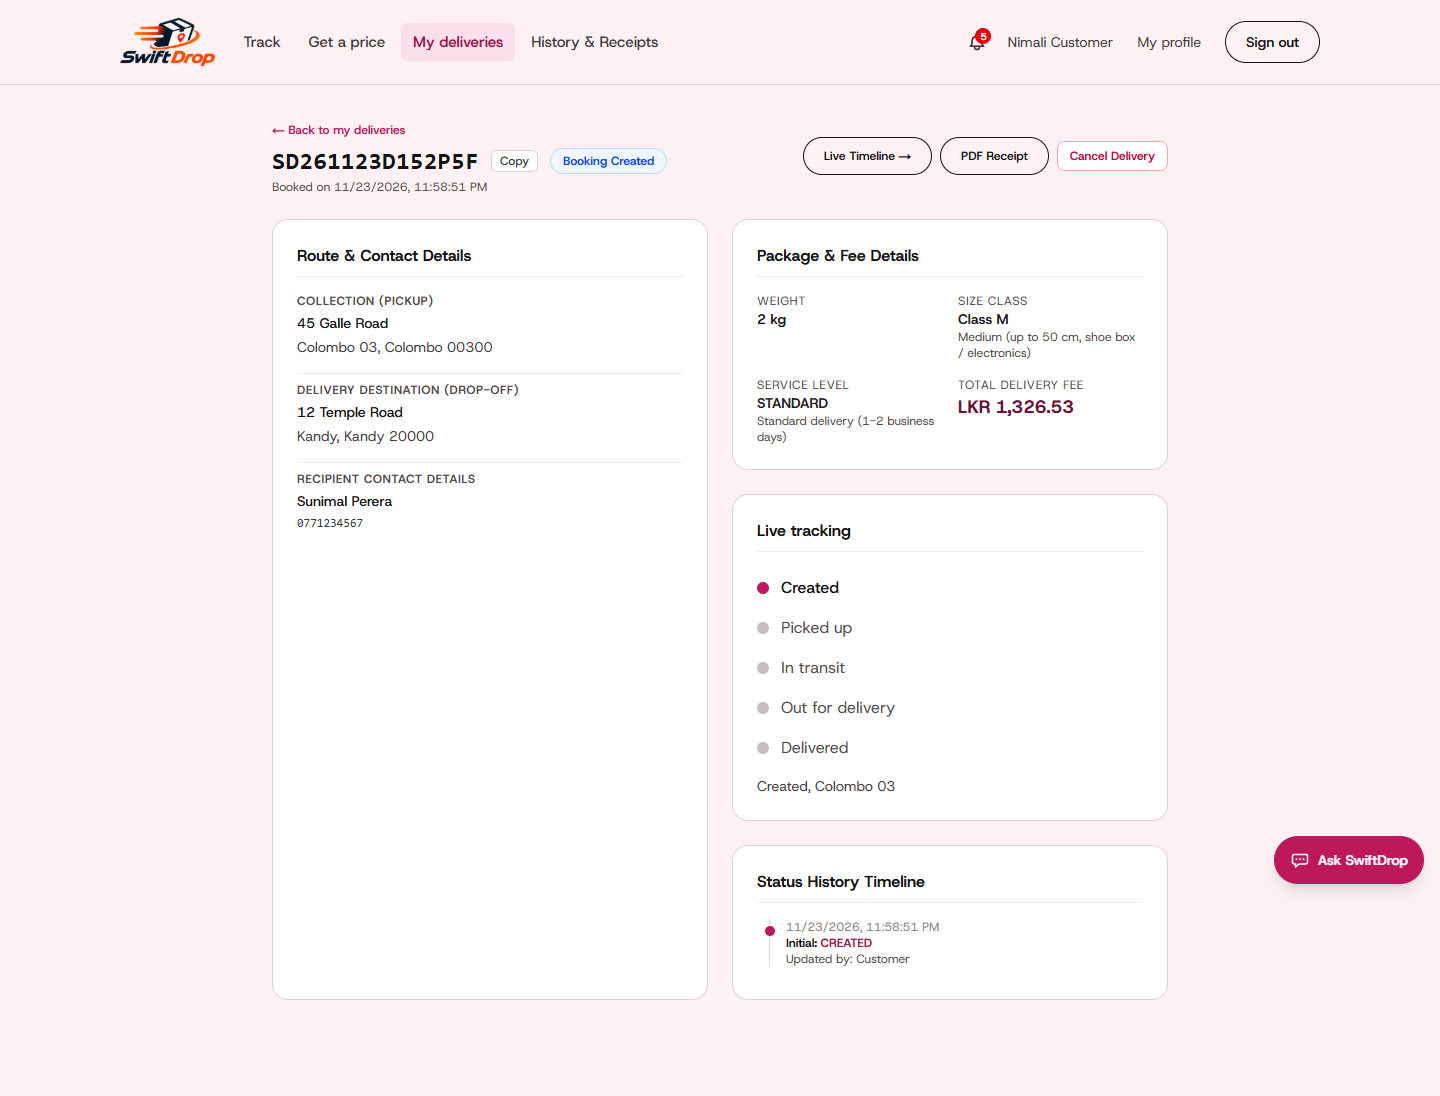 SwiftDrop
Track
Get a price
My deliveries
History & Receipts
5
Nimali Customer
My profile
Sign out
← Back to my deliveries
SD261123D152P5F
Copy
Booking Created
Booked on 11/23/2026, 11:58:51 PM
Live Timeline →
PDF Receipt
Cancel Delivery
Route & Contact Details
COLLECTION (PICKUP)
45 Galle Road
Colombo 03, Colombo 00300
DELIVERY DESTINATION (DROP-OFF)
12 Temple Road
Kandy, Kandy 20000
RECIPIENT CONTACT DETAILS
Sunimal Perera
0771234567
Package & Fee Details
WEIGHT
2 kg
SIZE CLASS
Class M
Medium (up to 50 cm, shoe box
/ electronics)
SERVICE LEVEL
STANDARD
Standard delivery (1-2 business
days)
TOTAL DELIVERY FEE
LKR 1,326.53
Live tracking
Created
Picked up
In transit
Out for delivery
Delivered
Created, Colombo 03
Status History Timeline
11/23/2026, 11:58:51 PM
Initial: CREATED
Updated by: Customer
Ask SwiftDrop